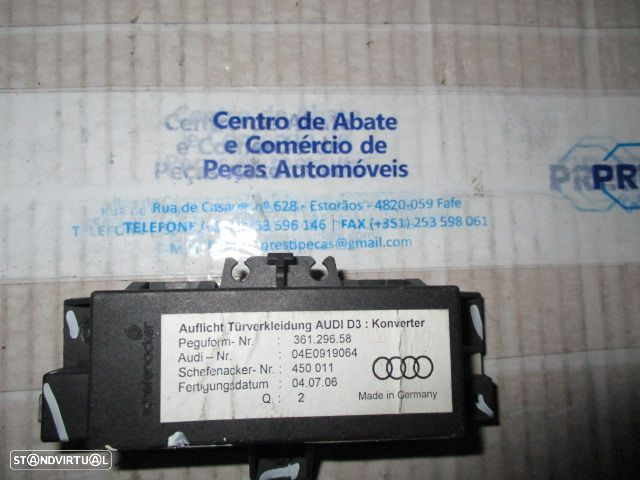 Centro de Abate
e Comércio de
Peças Automóveis
Rua de nº 628 - Estorãos - 4820-059 Fafe
TELEFONE 253 596 146 | FAX (+351) 253 598 061
@gmail.com
Auflicht Türverkleidung AUDI D3 : Konverter
Peguform- Nr. : 361.296.58
Audi – Nr. : 04E0919064
Schefenacker- Nr. : 450 011
Fertigungsdatum : 04.07.06
Q : 2
Made in Germany
STANDVIRTUAL